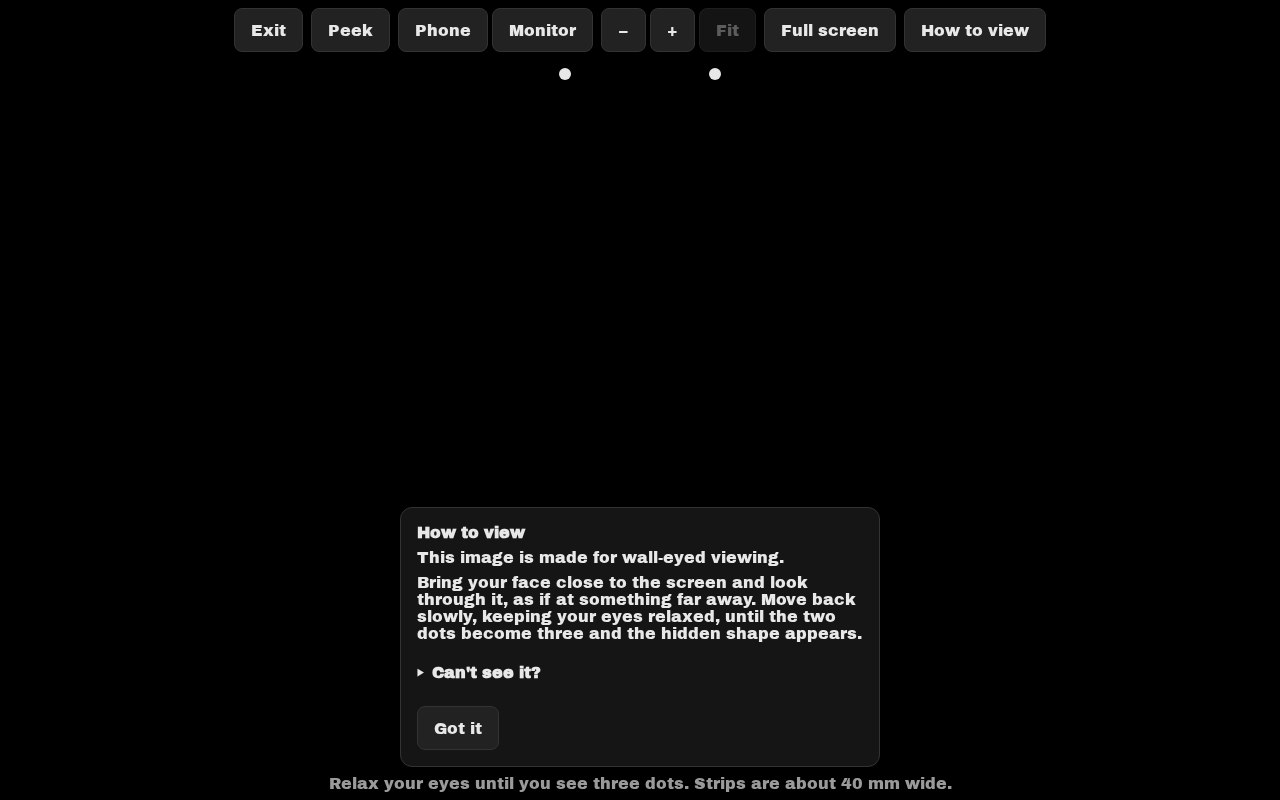 Exit Peek Phone Monitor – + Fit Full screen How to view
How to view
This image is made for wall-eyed viewing.
Bring your face close to the screen and look
through it, as if at something far away. Move back
slowly, keeping your eyes relaxed, until the two
dots become three and the hidden shape appears.
Can't see it?
Got it
Relax your eyes until you see three dots. Strips are about 40 mm wide.